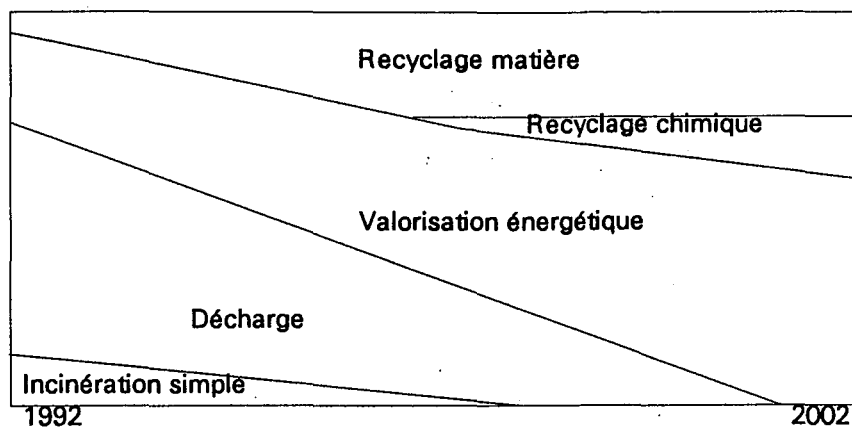 Recyclage matière
Recyclage chimique
Valorisation énergétique
Décharge
Incinération simple
1992
2002